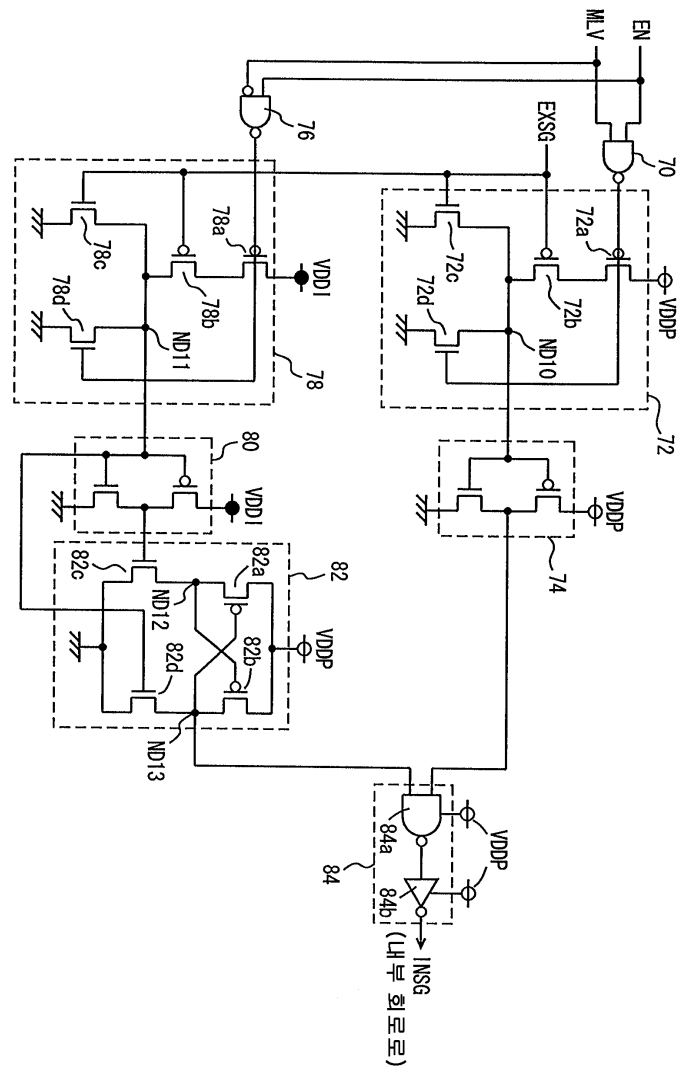 EN
MLV
70
76
EXSG
72a
72b
72c
72d
VDDP
ND10
72
78a
78b
78c
78d
VDDI
ND11
78
VDDP
74
VDDI
80
82
82a
82b
82c
82d
VDDP
ND12
ND13
84a
84b
84
VDDP
INSG
(내부 회로로)